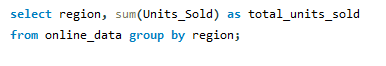 select region, sum(Units_Sold) as total_units_sold
from online_data group by region;